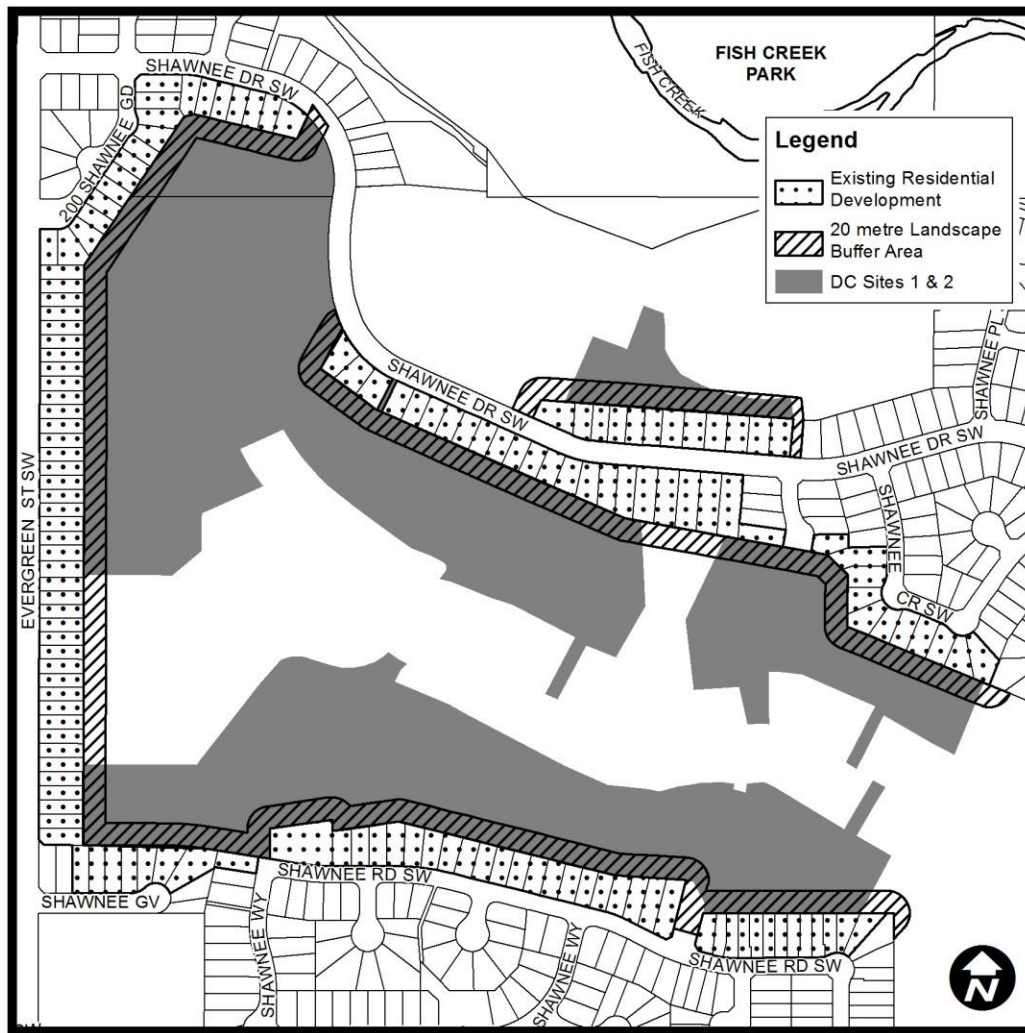 SHAWNEE DR SW
FISH CREEK
PARK
FISH CREEK
200 SHAWNEE GD
Legend
Existing Residential
Development
20 metre Landscape
Buffer Area
DC Sites 1 & 2
SHAWNEE PL
SHAWNEE DR SW
SHAWNEE DR SW
SHAWNEE
CR SW
EVERGREEN ST SW
SHAWNEE RD SW
SHAWNEE GV
SHAWNEE WY
SHAWNEE WY
SHAWNEE RD SW
N